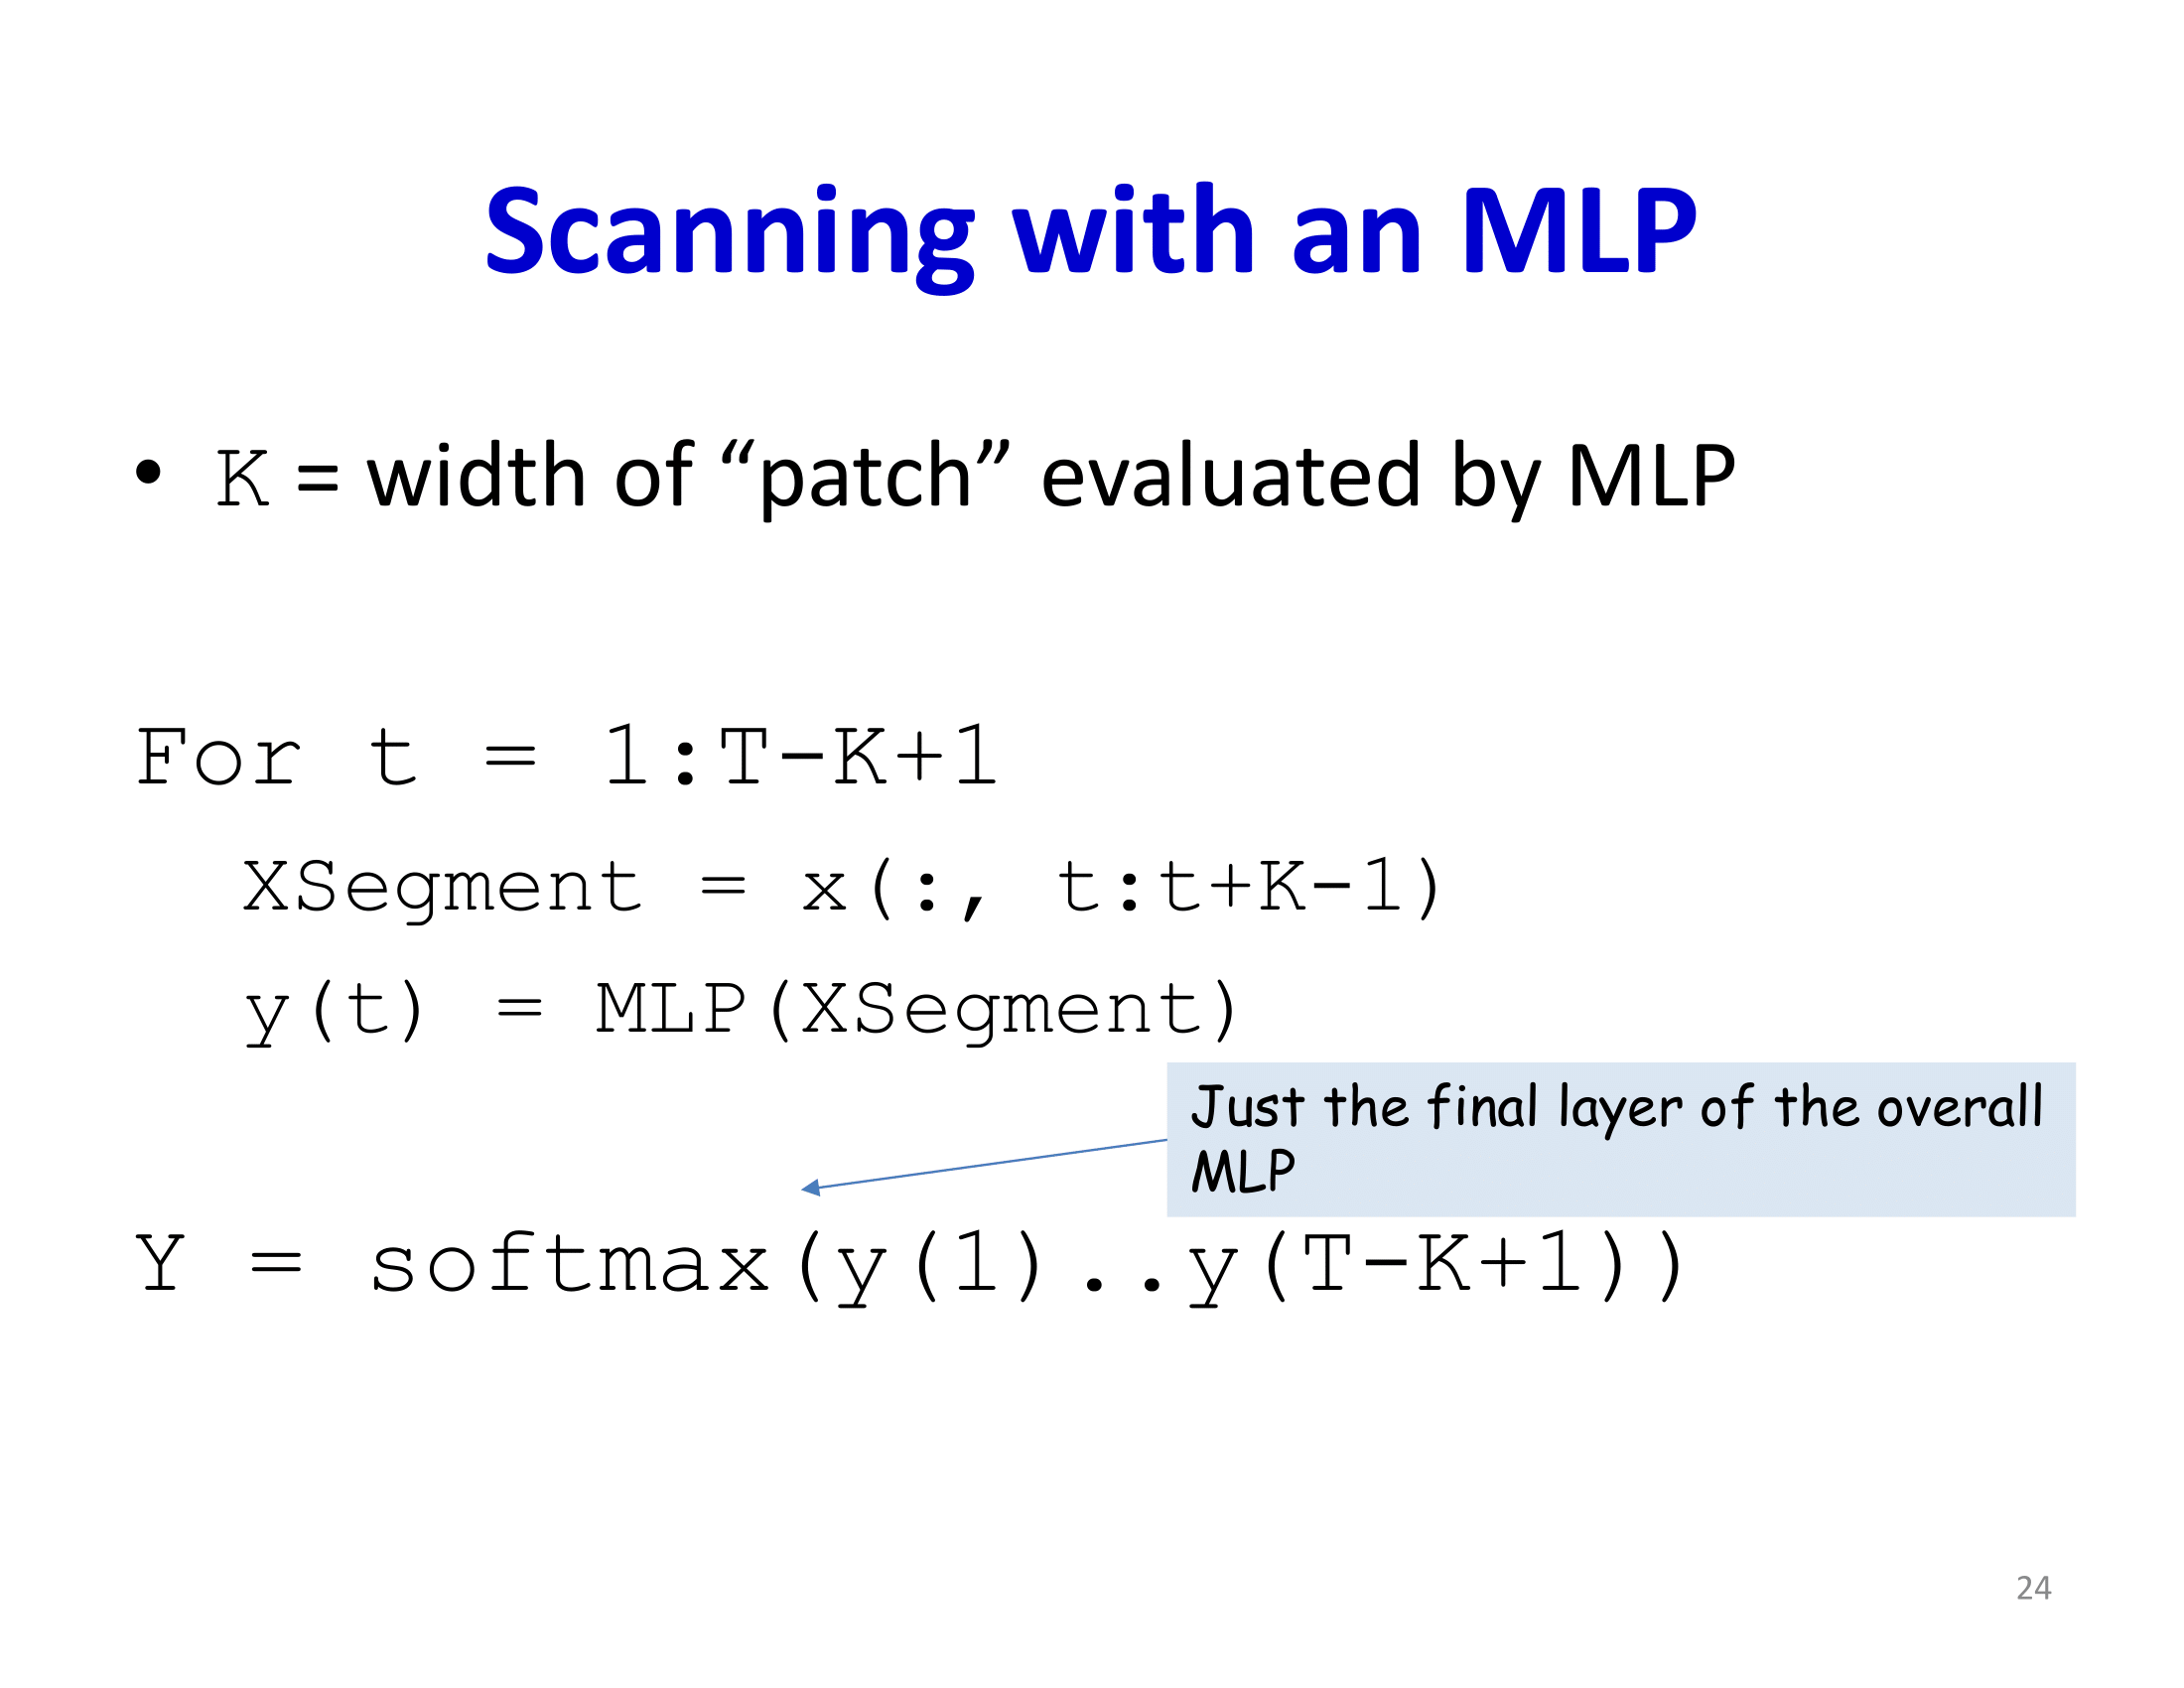 Scanning with an MLP
• K = width of “patch” evaluated by MLP
For t = 1:T-K+1
XSegment = x(:, t:t+K-1)
y(t) = MLP(XSegment)
Just the final layer of the overall
MLP
Y = softmax(y(1)..y(T-K+1))
24